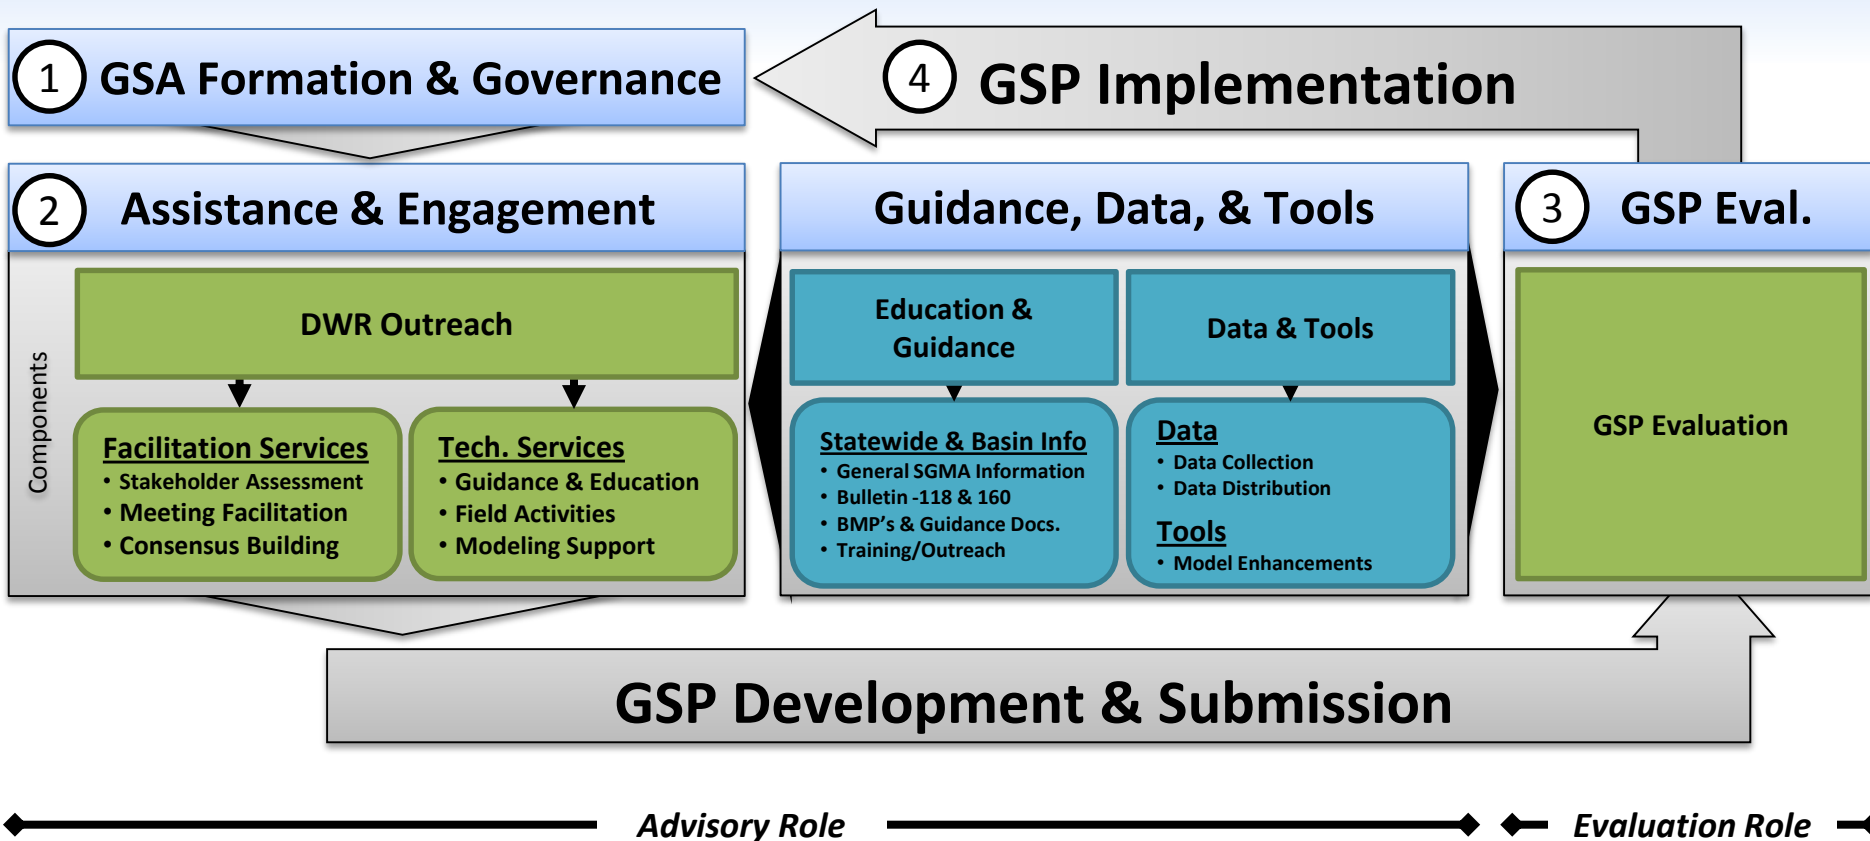 1 GSA Formation & Governance
4 GSP Implementation
2 Assistance & Engagement
Components
DWR Outreach
Facilitation Services
• Stakeholder Assessment
• Meeting Facilitation
• Consensus Building
Tech. Services
• Guidance & Education
• Field Activities
• Modeling Support
Guidance, Data, & Tools
Education &
Guidance
Statewide & Basin Info
• General SGMA Information
• Bulletin -118 & 160
• BMP's & Guidance Docs.
• Training/Outreach
Data & Tools
Data
• Data Collection
• Data Distribution
Tools
• Model Enhancements
3 GSP Eval.
GSP Evaluation
GSP Development & Submission
Advisory Role
Evaluation Role